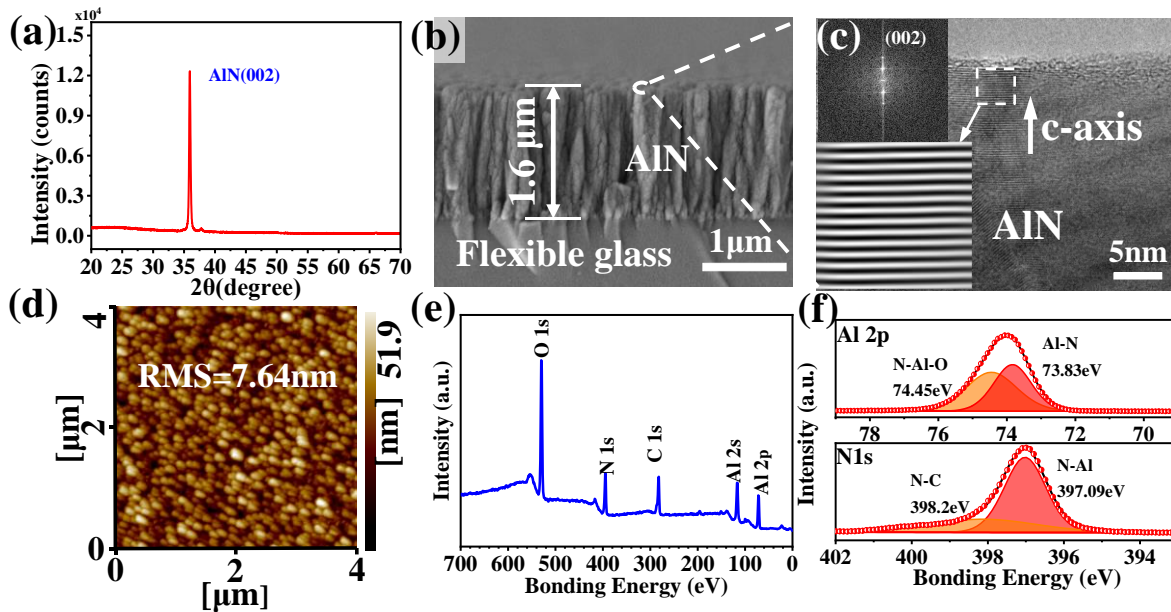 (a)
x10⁴
1.5
1.2
0.9
0.6
0.3
0.0
Intensity (counts)
AlN(002)
20 25 30 35 40 45 50 55 60 65 70
2θ(degree)
(b)
1.6 μm
AlN
Flexible glass
1μm
(c)
(002)
c-axis
AlN
5nm
(d)
4
2
0
[μm]
RMS=7.64nm
0 2 4
[μm]
[nm] 51.9
(e)
Intensity (a.u.)
O 1s
N 1s
C 1s
Al 2s
Al 2p
700 600 500 400 300 200 100 0
Bonding Energy (eV)
(f)
Intensity (a.u.)
Al 2p
N-Al-O
74.45eV
Al-N
73.83eV
78 76 74 72 70
N1s
N-C
398.2eV
N-Al
397.09eV
402 400 398 396 394
Bonding Energy (eV)